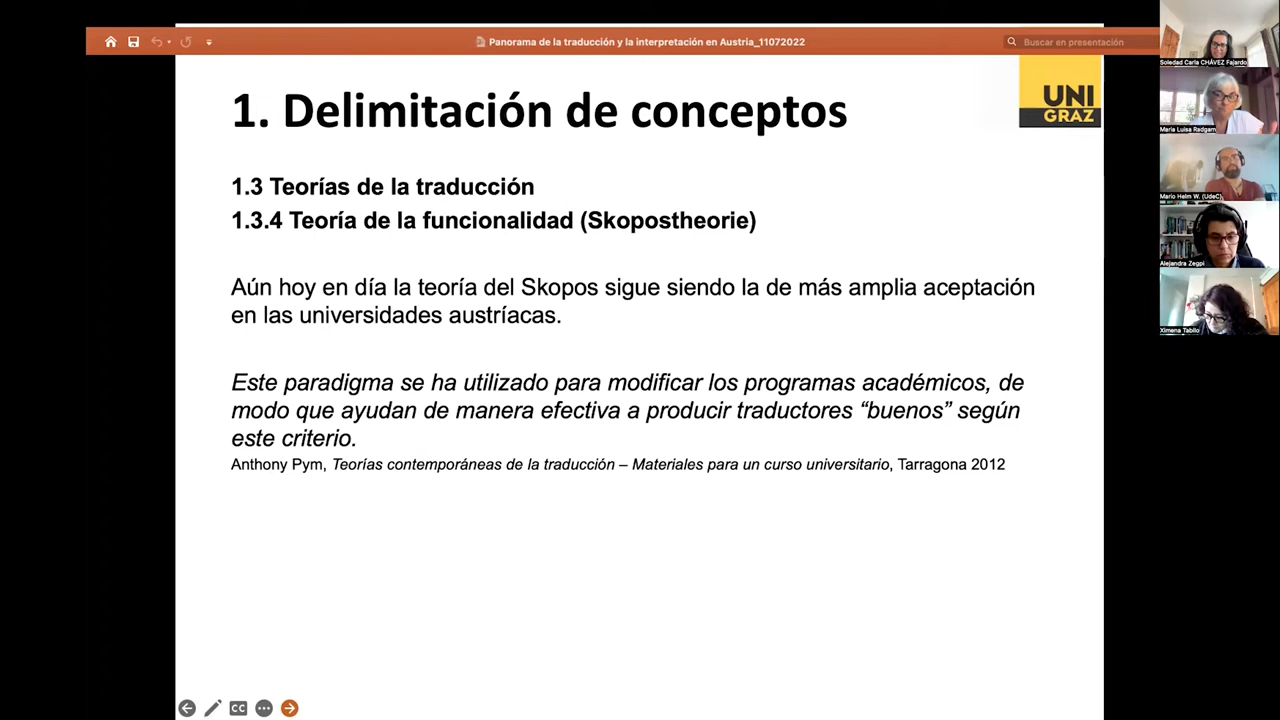 Panorama de la traducción y la interpretación en Austria_11072022
Buscar en presentación
1. Delimitación de conceptos
UNI
GRAZ
1.3 Teorías de la traducción
1.3.4 Teoría de la funcionalidad (Skopostheorie)
Aún hoy en día la teoría del Skopos sigue siendo la de más amplia aceptación
en las universidades austríacas.
Este paradigma se ha utilizado para modificar los programas académicos, de
modo que ayudan de manera efectiva a producir traductores “buenos” según
este criterio.
Anthony Pym, Teorías contemporáneas de la traducción – Materiales para un curso universitario, Tarragona 2012
CC
Soledad Carla CHÁVEZ Fajardo
Maria Luisa Radgam
Mario Helm W. (UdeC)
Alejandra Zegpi
Ximena Tabilo